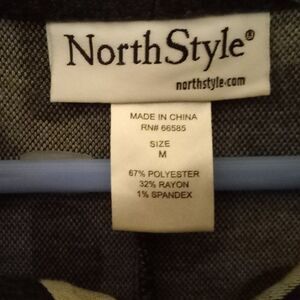 NorthStyle®
northstyle.com
MADE IN CHINA
RN# 66585
SIZE
M
67% POLYESTER
32% RAYON
1% SPANDEX